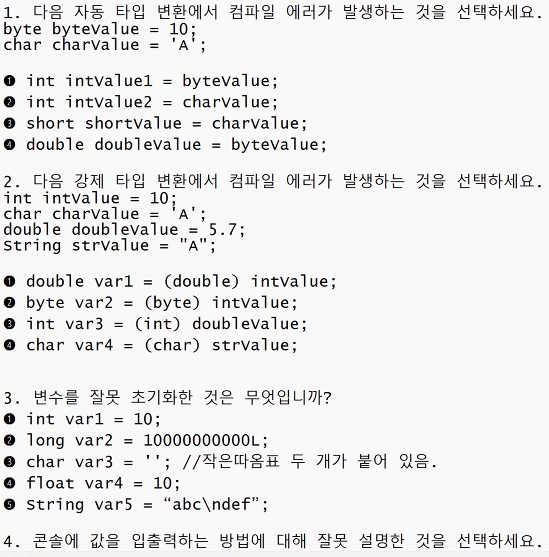 1. 다음 자동 타입 변환에서 컴파일 에러가 발생하는 것을 선택하세요.
byte byteValue = 10;
char charValue = 'A';
❶ int intValue1 = byteValue;
❷ int intValue2 = charValue;
❸ short shortValue = charValue;
❹ double doubleValue = byteValue;
2. 다음 강제 타입 변환에서 컴파일 에러가 발생하는 것을 선택하세요.
int intValue = 10;
char charValue = 'A';
double doubleValue = 5.7;
String strValue = "A";
❶ double var1 = (double) intValue;
❷ byte var2 = (byte) intValue;
❸ int var3 = (int) doubleValue;
❹ char var4 = (char) strValue;
3. 변수를 잘못 초기화한 것은 무엇입니까?
❶ int var1 = 10;
❷ long var2 = 10000000000L;
❸ char var3 = ''; //작은따옴표 두 개가 붙어 있음.
❹ float var4 = 10;
❺ String var5 = “abc\ndef”;
4. 콘솔에 값을 입출력하는 방법에 대해 잘못 설명한 것을 선택하세요.